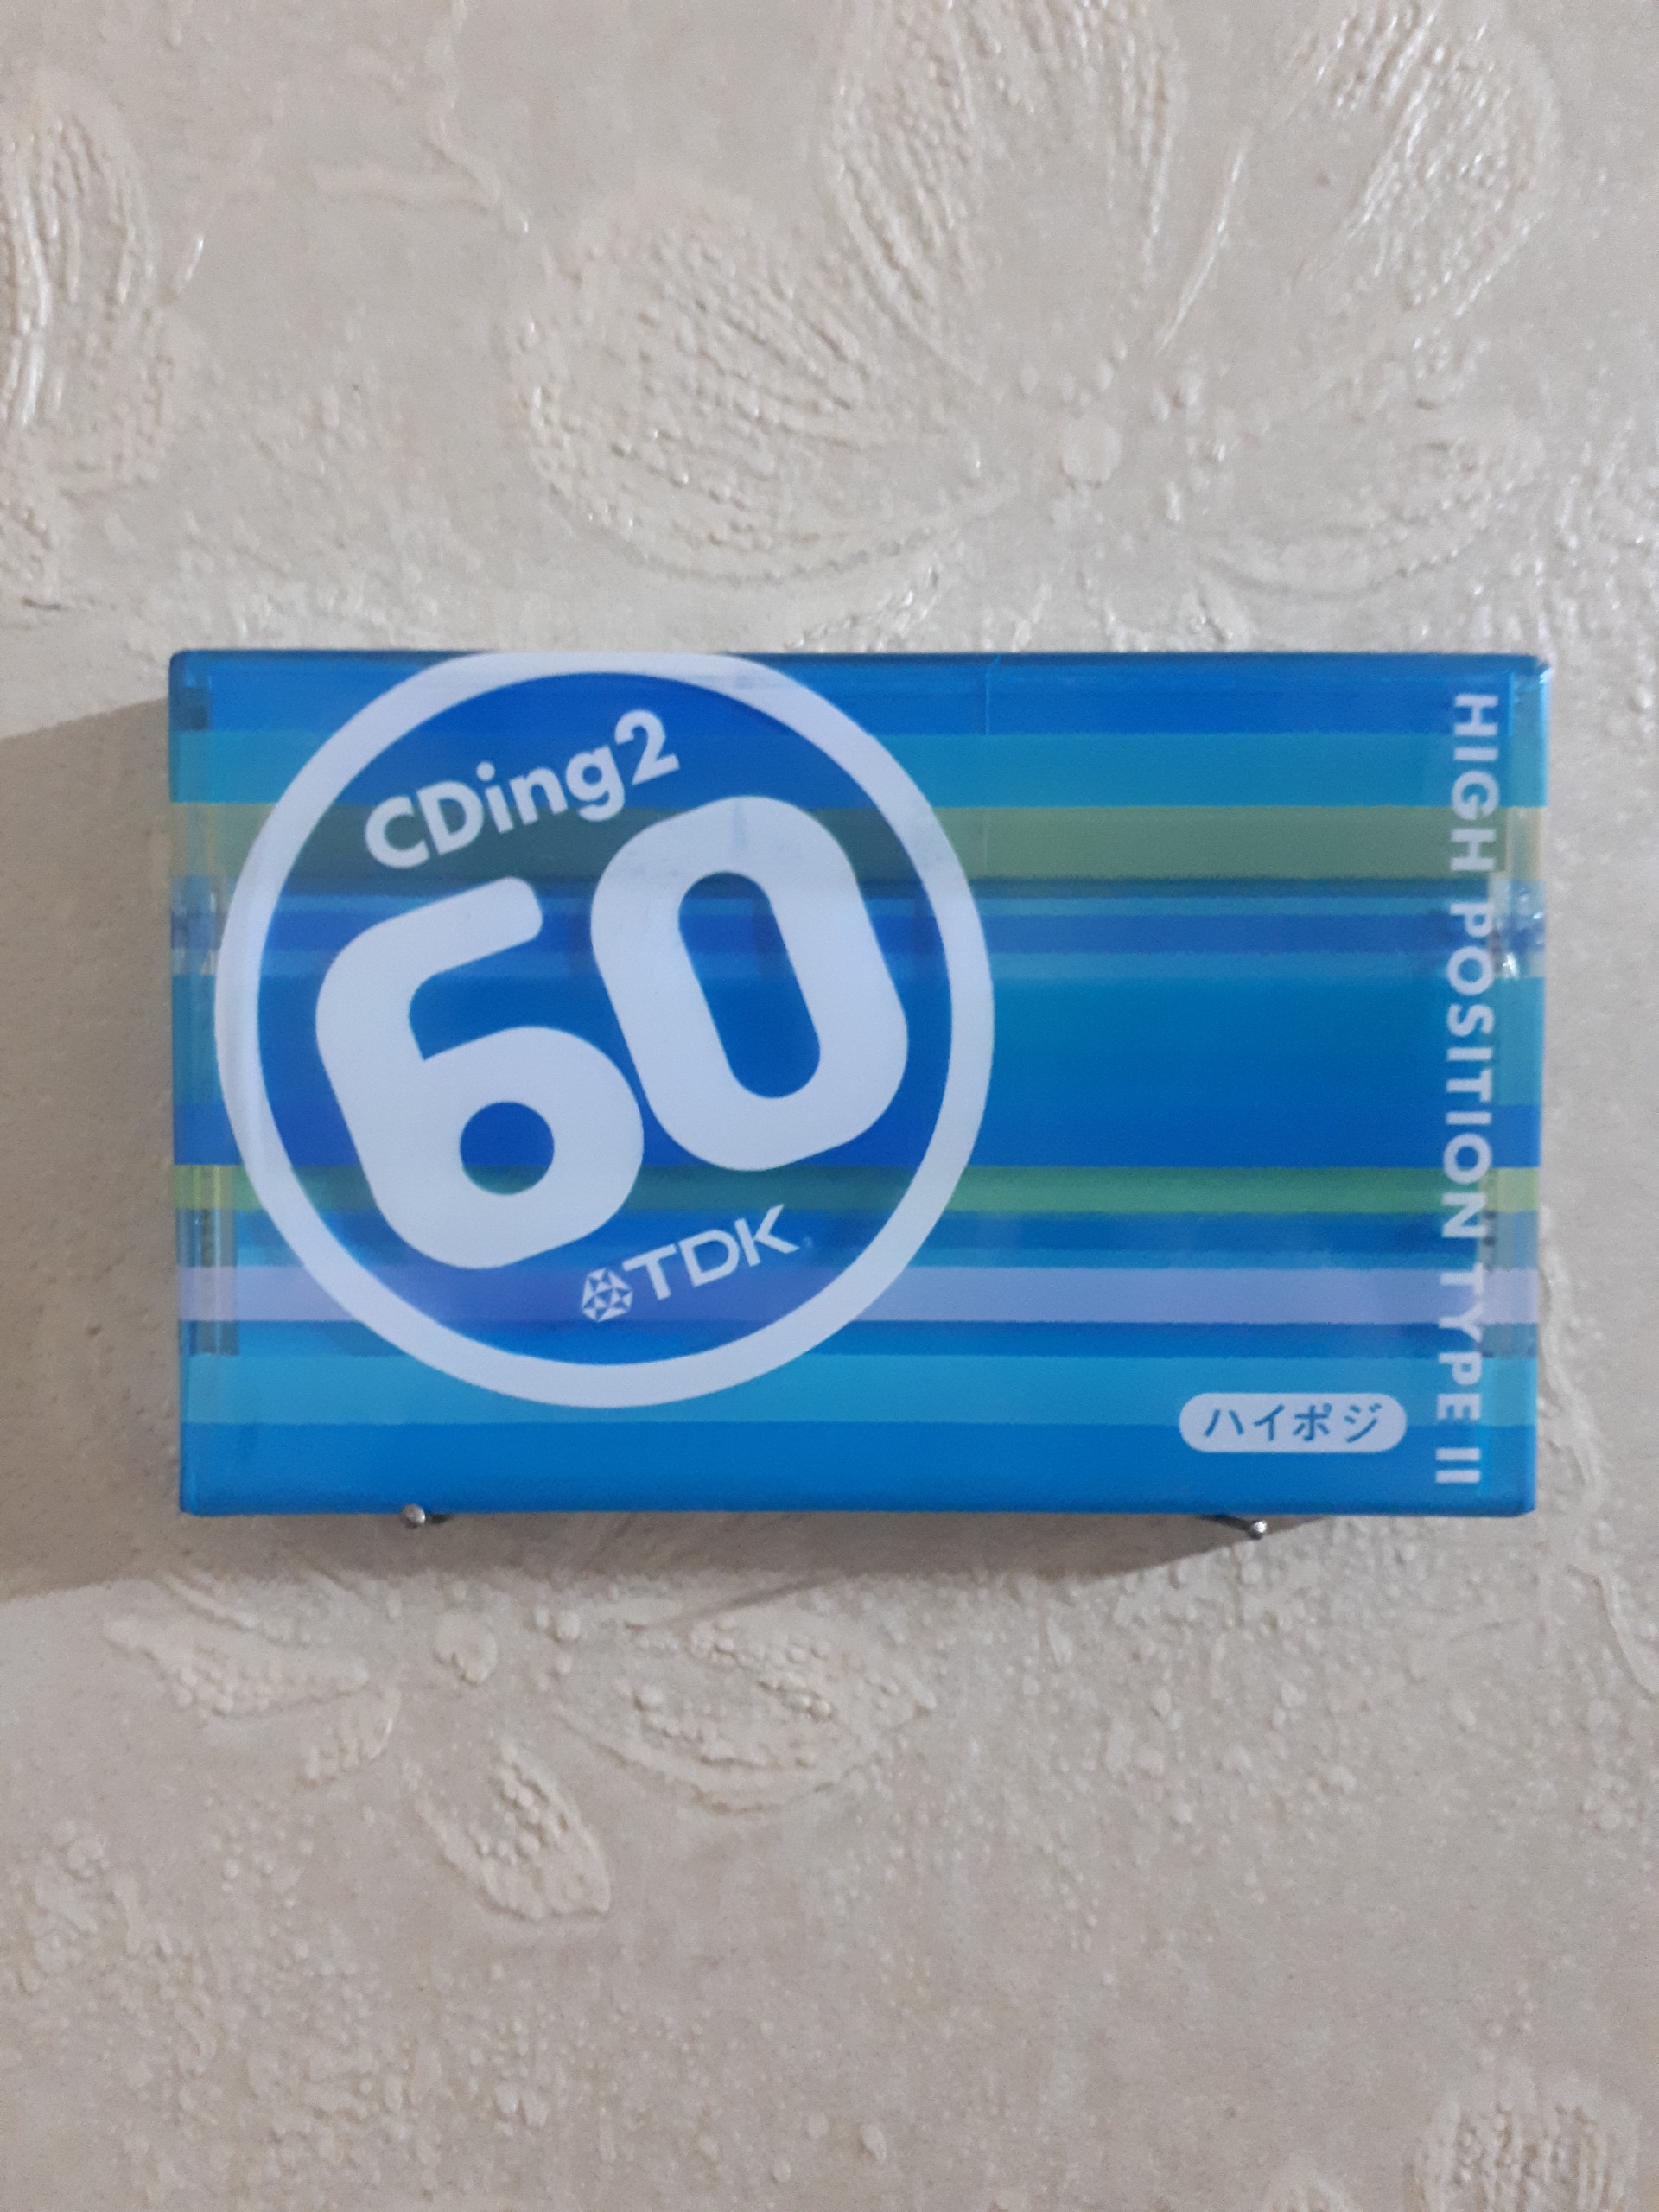 CDing2
60
TDK
HIGH POSITION TYPE II
ハイポジ